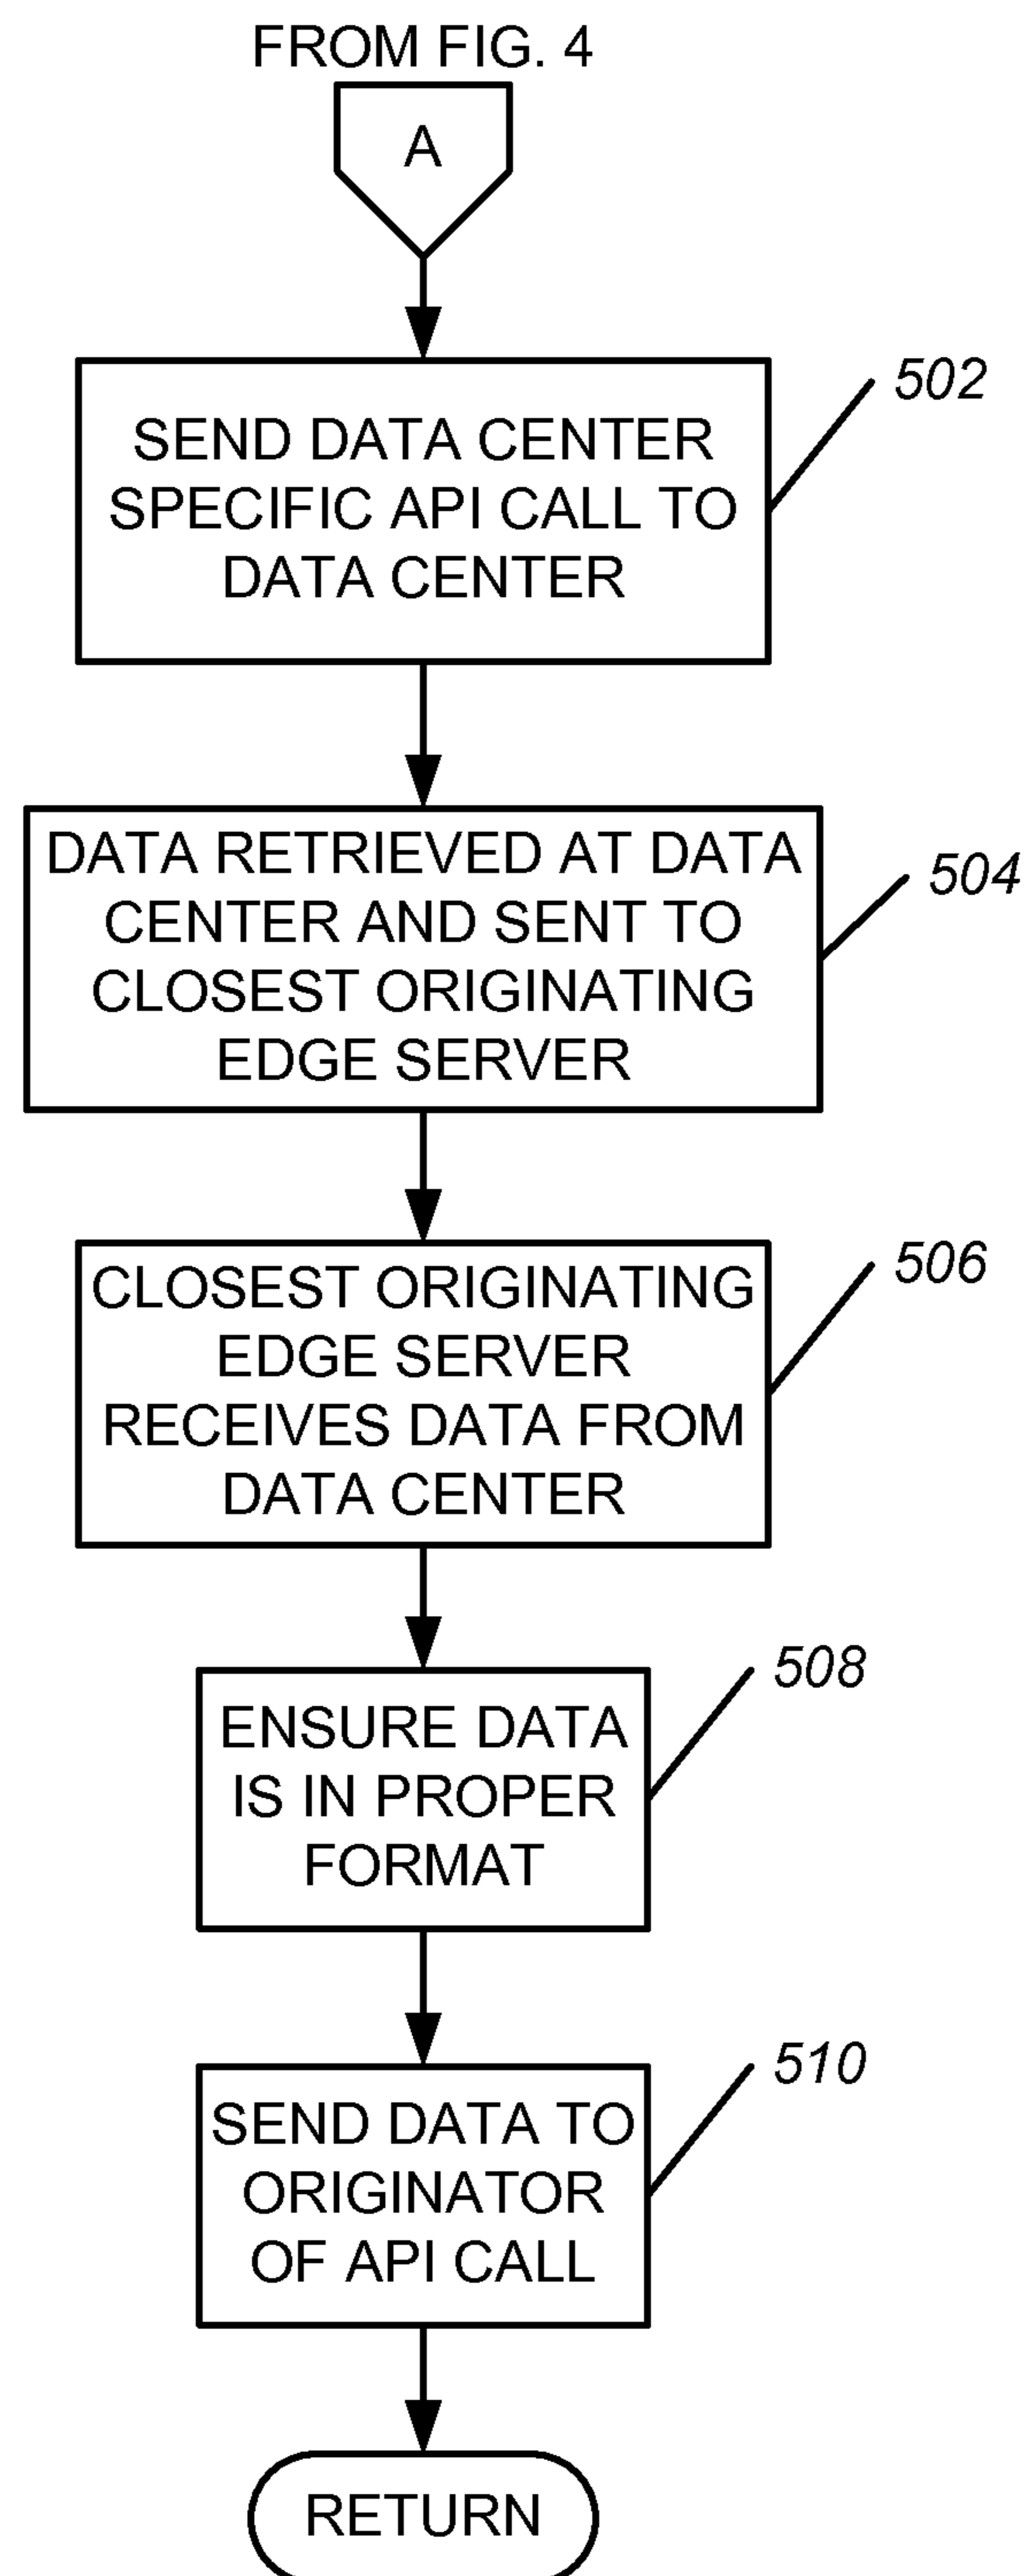 FROM FIG. 4
A
502
SEND DATA CENTER
SPECIFIC API CALL TO
DATA CENTER
504
DATA RETRIEVED AT DATA
CENTER AND SENT TO
CLOSEST ORIGINATING
EDGE SERVER
506
CLOSEST ORIGINATING
EDGE SERVER
RECEIVES DATA FROM
DATA CENTER
508
ENSURE DATA
IS IN PROPER
FORMAT
510
SEND DATA TO
ORIGINATOR
OF API CALL
RETURN